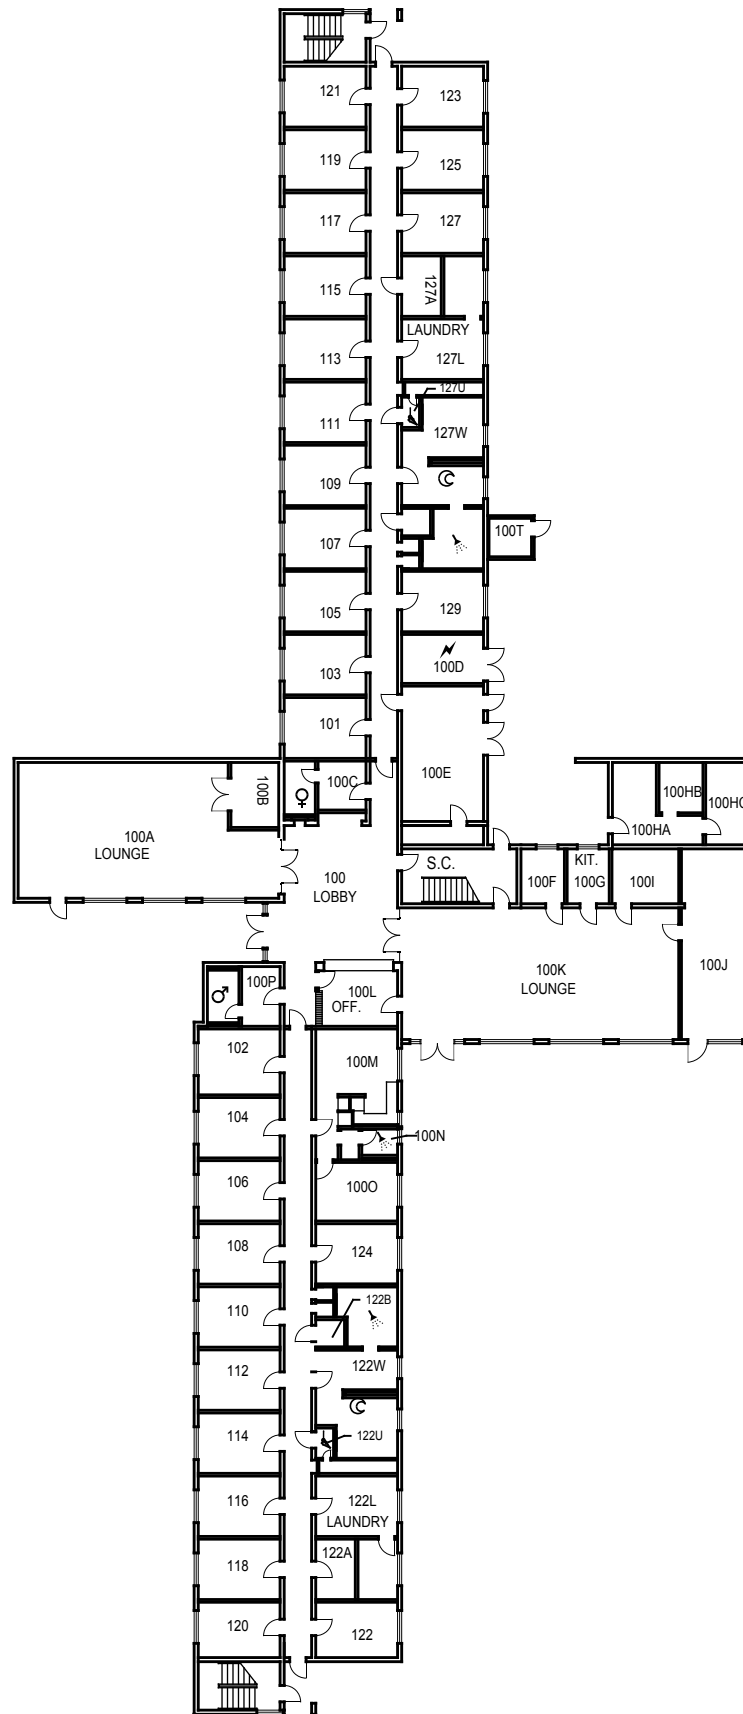 121
123
119
125
117
127
115
127A
LAUNDRY
113
127L
127U
111
127W
109
107
100T
105
129
103
100D
101
100E
100C
100B
100HB
100HC
100HA
100A
LOUNGE
S.C.
KIT.
100
LOBBY
100F
100G
100I
100K
LOUNGE
100J
100P
100L
OFF.
102
100M
104
100N
106
100O
108
124
110
122B
112
122W
114
122U
116
122L
LAUNDRY
118
122A
120
122